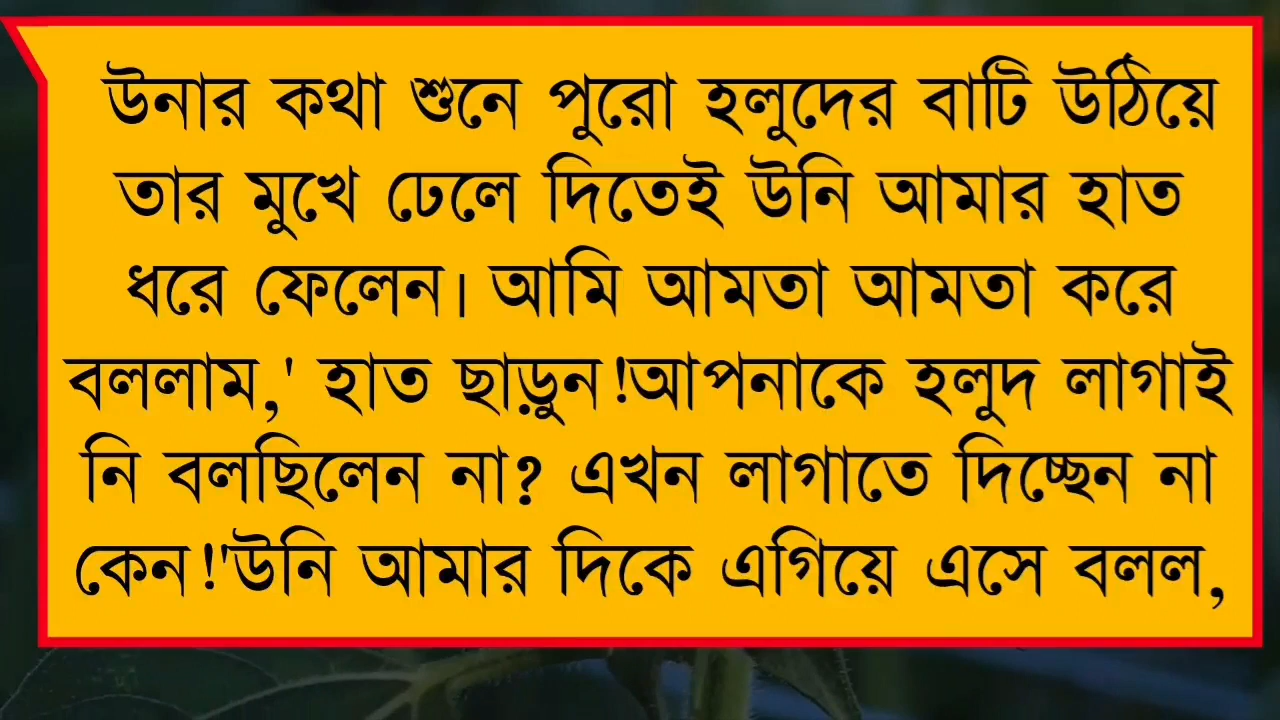 উনার কথা শুনে পুরো হলুদের বাটি উঠিয়ে
তার মুখে ঢেলে দিতেই উনি আমার হাত
ধরে ফেলেন। আমি আমতা আমতা করে
বললাম,' হাত ছাড়ুন!আপনাকে হলুদ লাগাই
নি বলছিলেন না? এখন লাগাতে দিচ্ছেন না
কেন!'উনি আমার দিকে এগিয়ে এসে বলল,